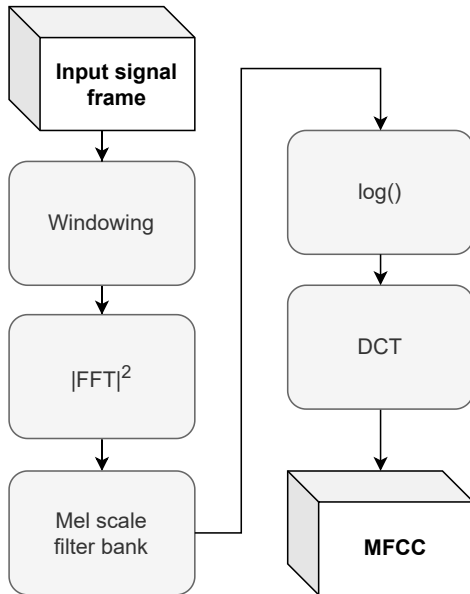 Input signal
frame
Windowing
|FFT|²
Mel scale
filter bank
log()
DCT
MFCC